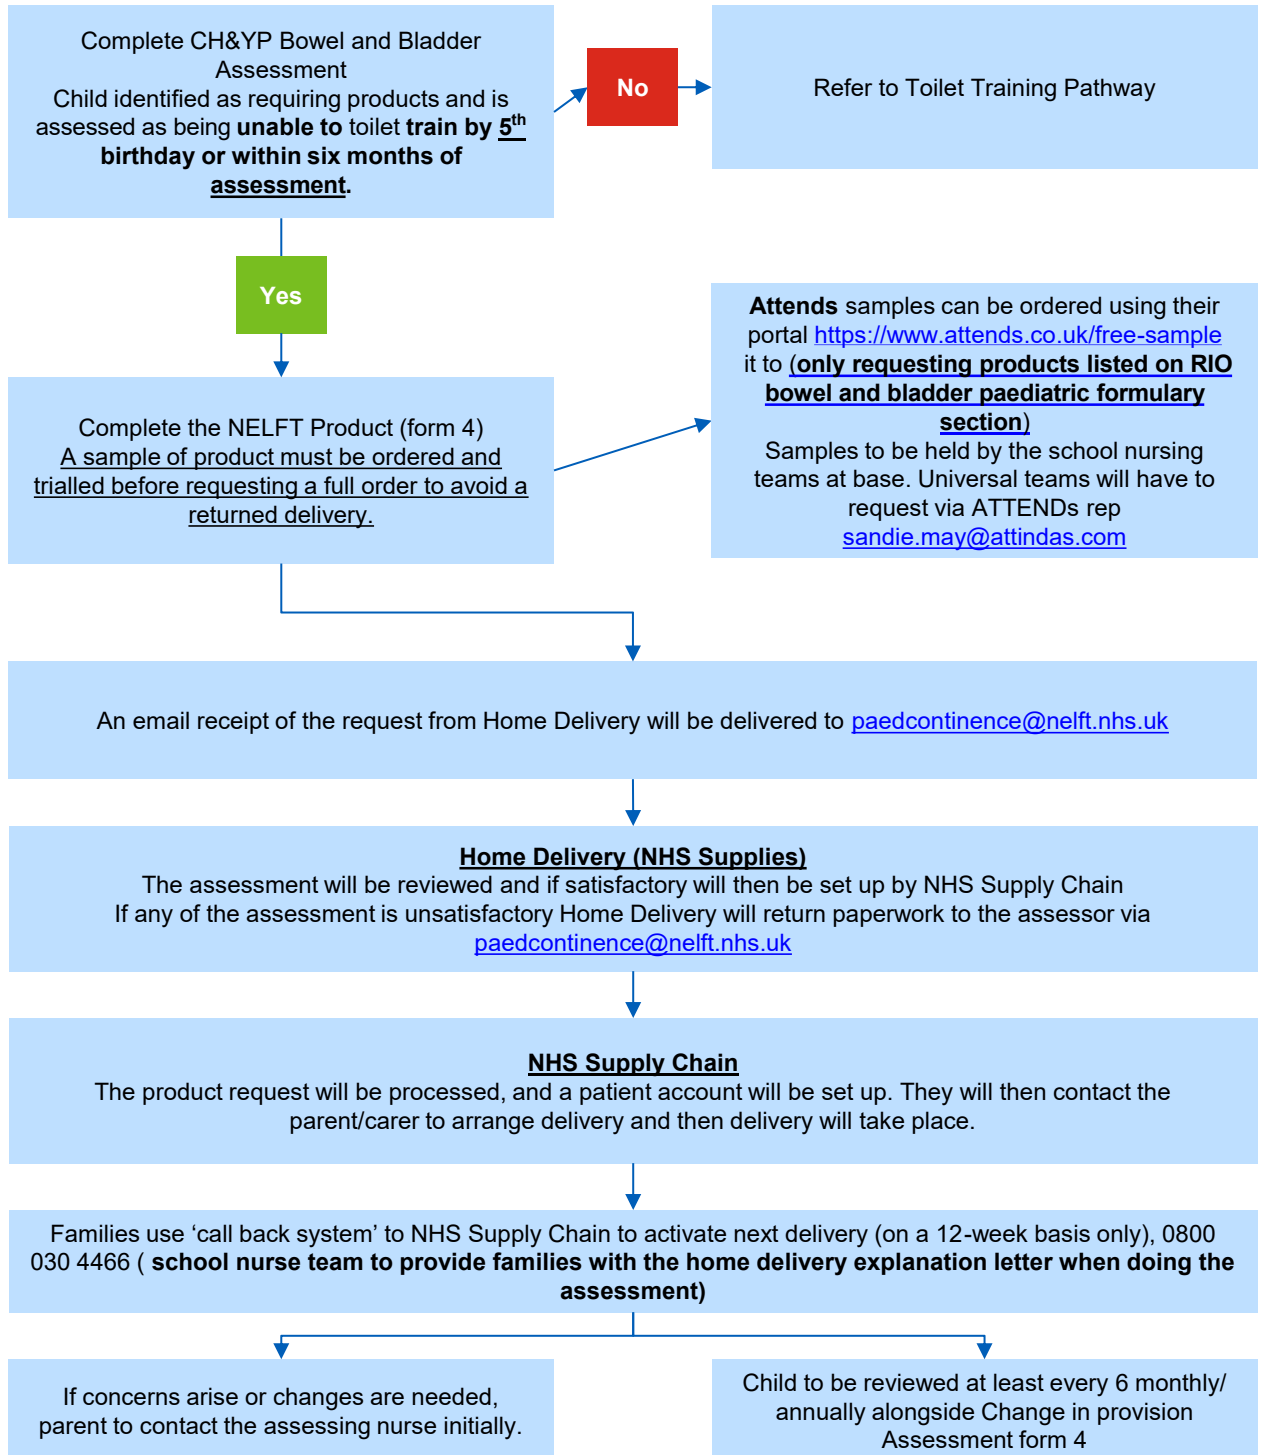 Complete CH&YP Bowel and Bladder
Assessment
Child identified as requiring products and is
assessed as being unable to toilet train by 5th
birthday or within six months of
assessment.
No
Refer to Toilet Training Pathway
Yes
Attends samples can be ordered using their
portal https://www.attends.co.uk/free-sample
it to (only requesting products listed on RIO
bowel and bladder paediatric formulary
section)
Samples to be held by the school nursing
teams at base. Universal teams will have to
request via ATTENDs rep
sandie.may@attindas.com
Complete the NELFT Product (form 4)
A sample of product must be ordered and
trialled before requesting a full order to avoid a
returned delivery.
An email receipt of the request from Home Delivery will be delivered to paedcontinence@nelft.nhs.uk
Home Delivery (NHS Supplies)
The assessment will be reviewed and if satisfactory will then be set up by NHS Supply Chain
If any of the assessment is unsatisfactory Home Delivery will return paperwork to the assessor via
paedcontinence@nelft.nhs.uk
NHS Supply Chain
The product request will be processed, and a patient account will be set up. They will then contact the
parent/carer to arrange delivery and then delivery will take place.
Families use ‘call back system’ to NHS Supply Chain to activate next delivery (on a 12-week basis only), 0800
030 4466 ( school nurse team to provide families with the home delivery explanation letter when doing the
assessment)
If concerns arise or changes are needed,
parent to contact the assessing nurse initially.
Child to be reviewed at least every 6 monthly/
annually alongside Change in provision
Assessment form 4